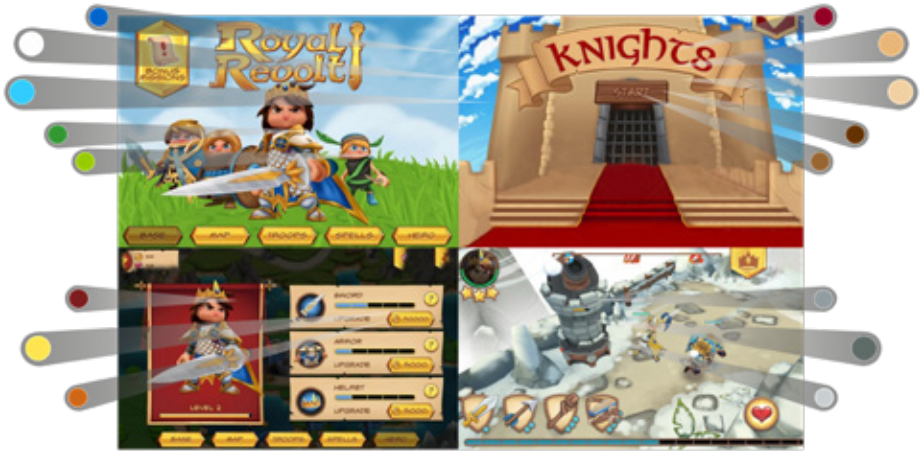 Royal
Revolt!
BONUS
MISSIONS
BASE
MAP
TROOPS
SPELLS
HERO
KNIGHTS
START
SWORD
UPGRADE
ARMOR
UPGRADE
HELMET
UPGRADE
LEVEL 2
BASE
MAP
TROOPS
SPELLS
HERO